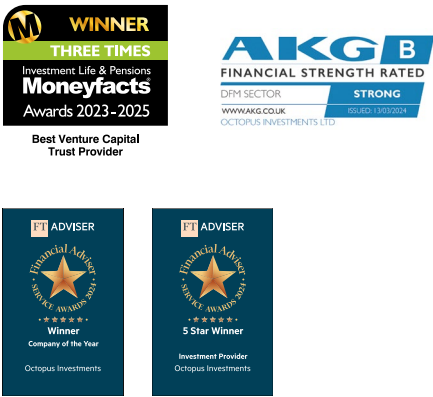 M
WINNER
THREE TIMES
Investment Life & Pensions
Moneyfacts®
Awards 2023-2025
Best Venture Capital
Trust Provider
AKG B
FINANCIAL STRENGTH RATED
DFM SECTOR STRONG
WWW.AKG.CO.UK ISSUED: 13/03/2024
OCTOPUS INVESTMENTS LTD
FT ADVISER
Financial Adviser
SERVICE AWARDS 2024
Winner
Company of the Year
Octopus Investments
FT ADVISER
Financial Adviser
SERVICE AWARDS 2024
5 Star Winner
Investment Provider
Octopus Investments